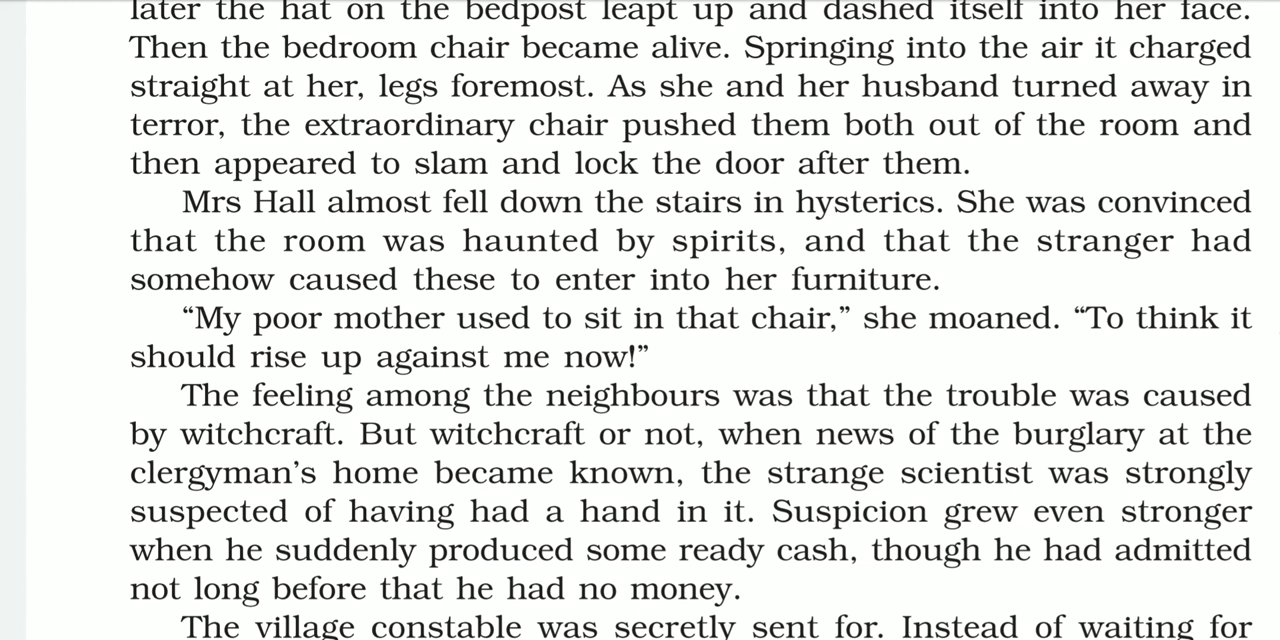 later the hat on the bedpost leapt up and dashed itself into her face.
Then the bedroom chair became alive. Springing into the air it charged
straight at her, legs foremost. As she and her husband turned away in
terror, the extraordinary chair pushed them both out of the room and
then appeared to slam and lock the door after them.
Mrs Hall almost fell down the stairs in hysterics. She was convinced
that the room was haunted by spirits, and that the stranger had
somehow caused these to enter into her furniture.
“My poor mother used to sit in that chair,” she moaned. “To think it
should rise up against me now!”
The feeling among the neighbours was that the trouble was caused
by witchcraft. But witchcraft or not, when news of the burglary at the
clergyman’s home became known, the strange scientist was strongly
suspected of having had a hand in it. Suspicion grew even stronger
when he suddenly produced some ready cash, though he had admitted
not long before that he had no money.
The village constable was secretly sent for. Instead of waiting for